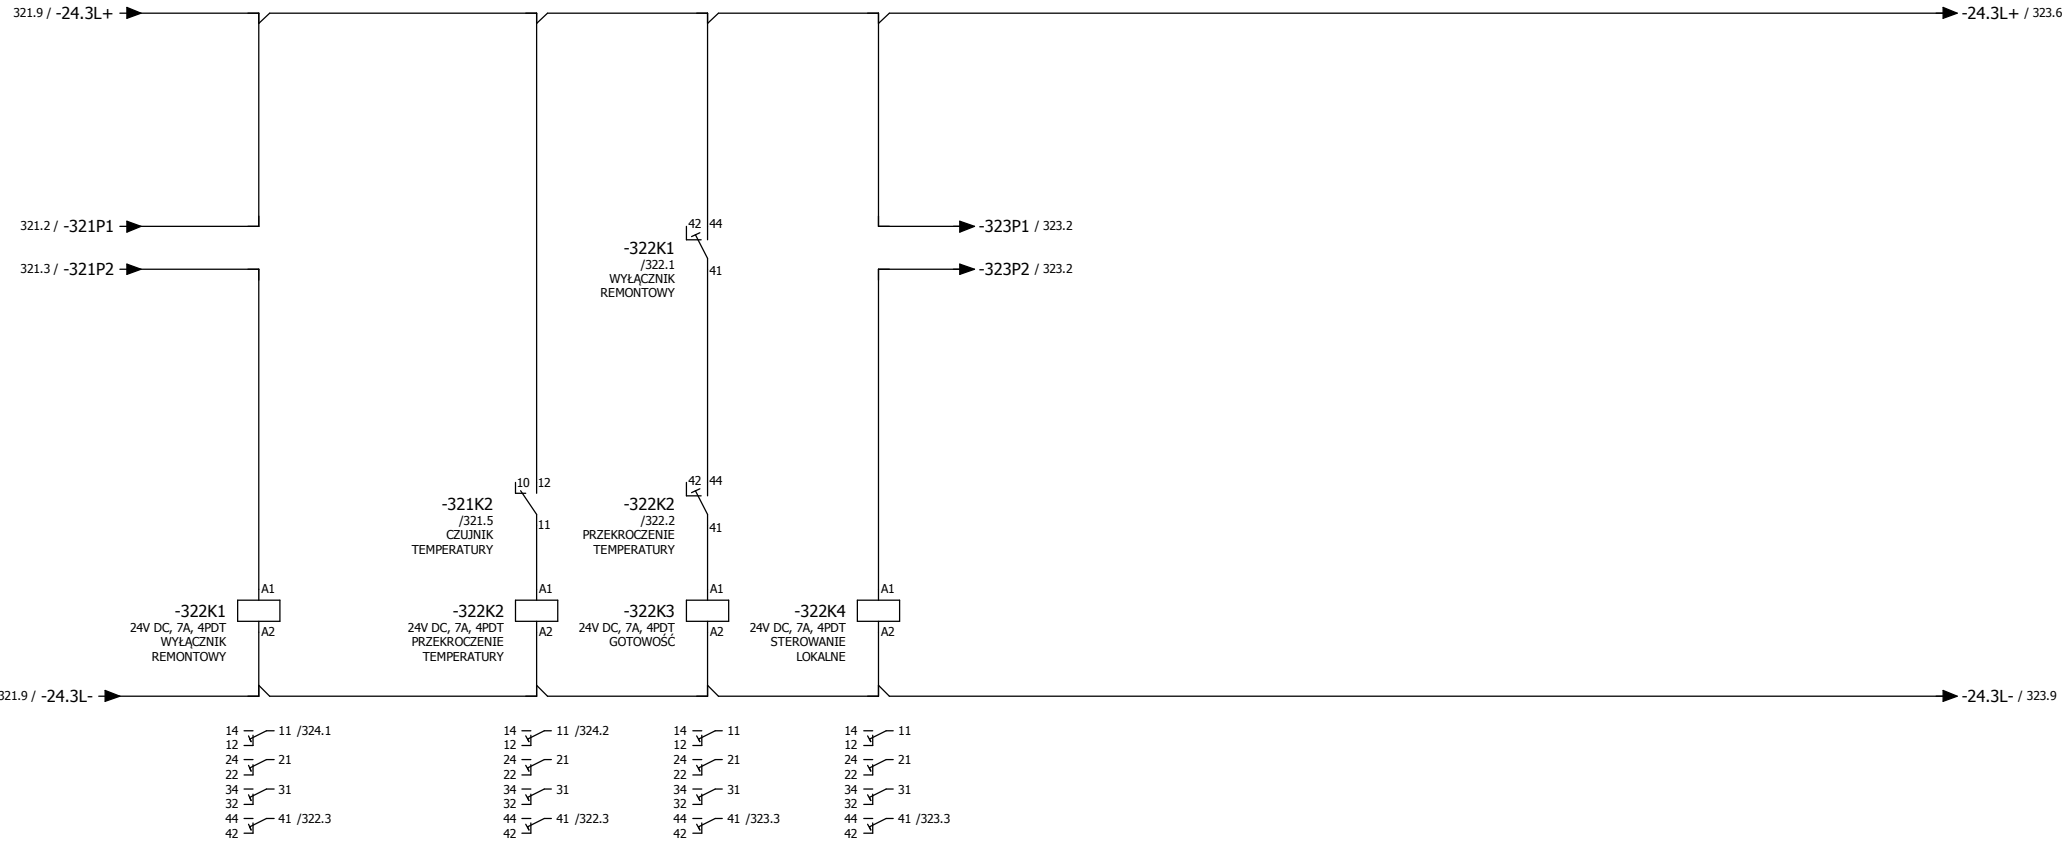 321.9 / -24.3L+
-24.3L+ / 323.6
321.2 / -321P1
321.3 / -321P2
-323P1 / 323.2
-323P2 / 323.2
42 44
-322K1
/322.1
WYŁĄCZNIK
REMONTOWY
41
10 12
-321K2
/321.5
CZUJNIK
TEMPERATURY
11
42 44
-322K2
/322.2
PRZEKROCZENIE
TEMPERATURY
41
A1
-322K1
24V DC, 7A, 4PDT
WYŁĄCZNIK
REMONTOWY
A2
A1
-322K2
24V DC, 7A, 4PDT
PRZEKROCZENIE
TEMPERATURY
A2
A1
-322K3
24V DC, 7A, 4PDT
GOTOWOŚĆ
A2
A1
-322K4
24V DC, 7A, 4PDT
STEROWANIE
LOKALNE
A2
321.9 / -24.3L-
-24.3L- / 323.9
14 11 /324.1
12
24 21
22
34 31
32
44 41 /322.3
42
14 11 /324.2
12
24 21
22
34 31
32
44 41 /322.3
42
14 11
12
24 21
22
34 31
32
44 41 /323.3
42
14 11
12
24 21
22
34 31
32
44 41 /323.3
42